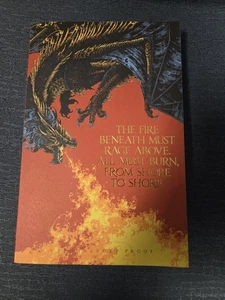 THE FIRE
BENEATH MUST
RAGE ABOVE.
ALL MUST BURN,
FROM SHORE
TO SHORE.
PROOF